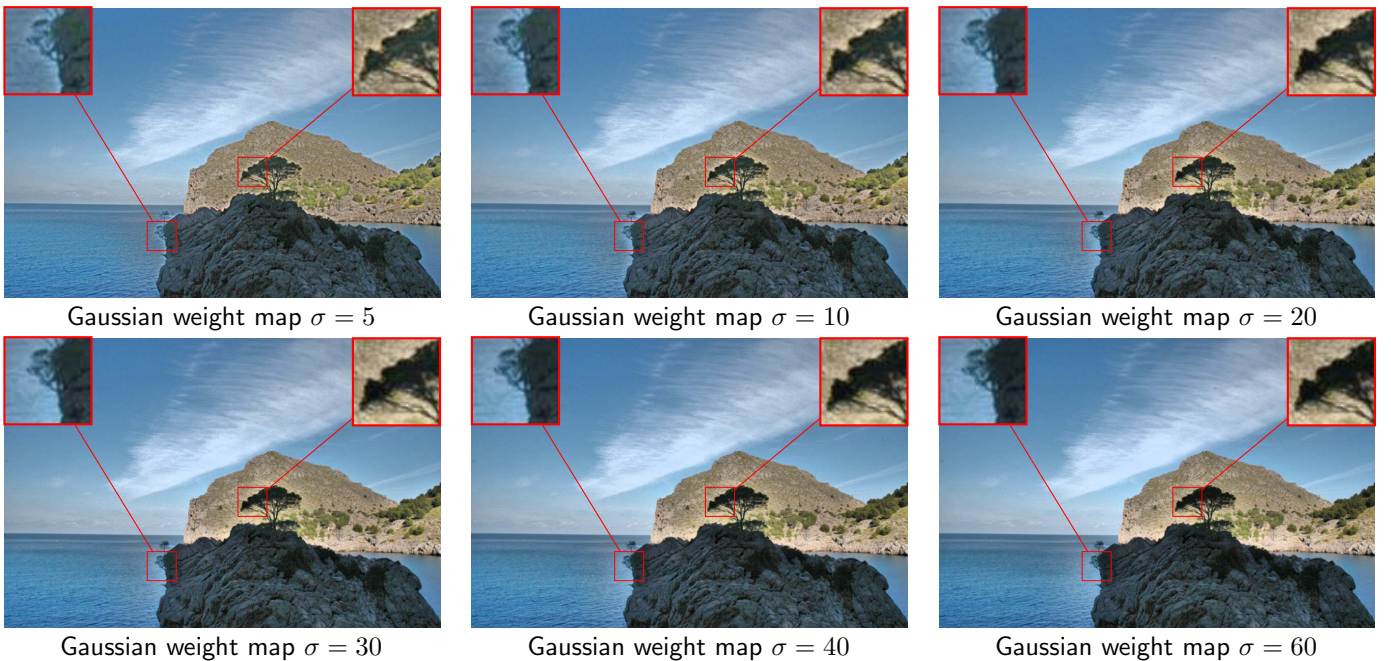 Gaussian weight map σ = 5
Gaussian weight map σ = 10
Gaussian weight map σ = 20
Gaussian weight map σ = 30
Gaussian weight map σ = 40
Gaussian weight map σ = 60